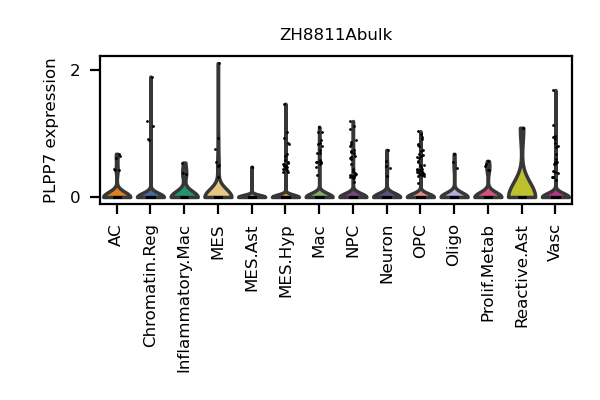 ZH8811Abulk
PLPP7 expression
2
0
AC
Chromatin.Reg
Inflammatory.Mac
MES
MES.Ast
MES.Hyp
Mac
NPC
Neuron
OPC
Oligo
Prolif.Metab
Reactive.Ast
Vasc